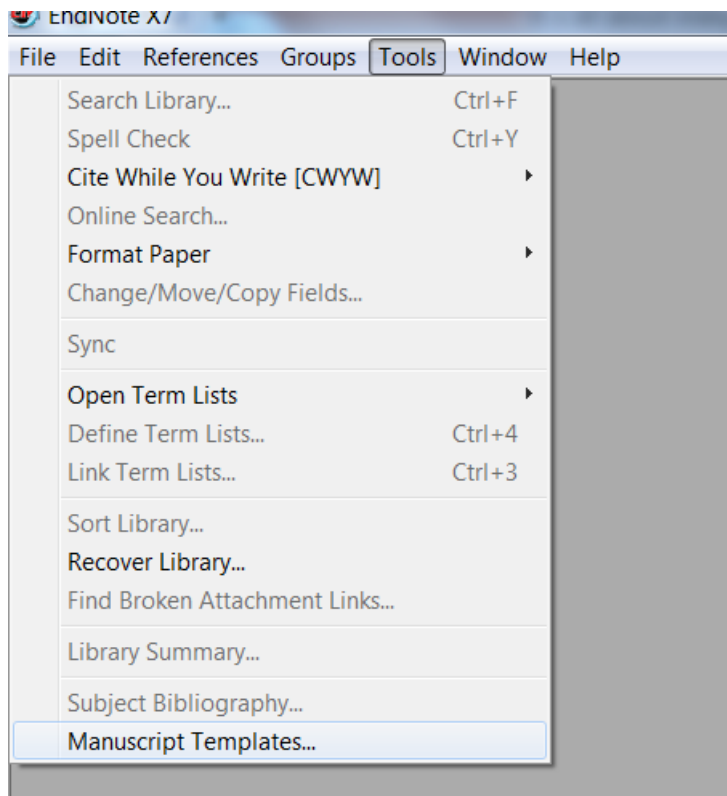 EndNote X7
File Edit References Groups Tools Window Help
Search Library... Ctrl+F
Spell Check Ctrl+Y
Cite While You Write [CWYW]
Online Search...
Format Paper
Change/Move/Copy Fields...
Sync
Open Term Lists
Define Term Lists... Ctrl+4
Link Term Lists... Ctrl+3
Sort Library...
Recover Library...
Find Broken Attachment Links...
Library Summary...
Subject Bibliography...
Manuscript Templates...